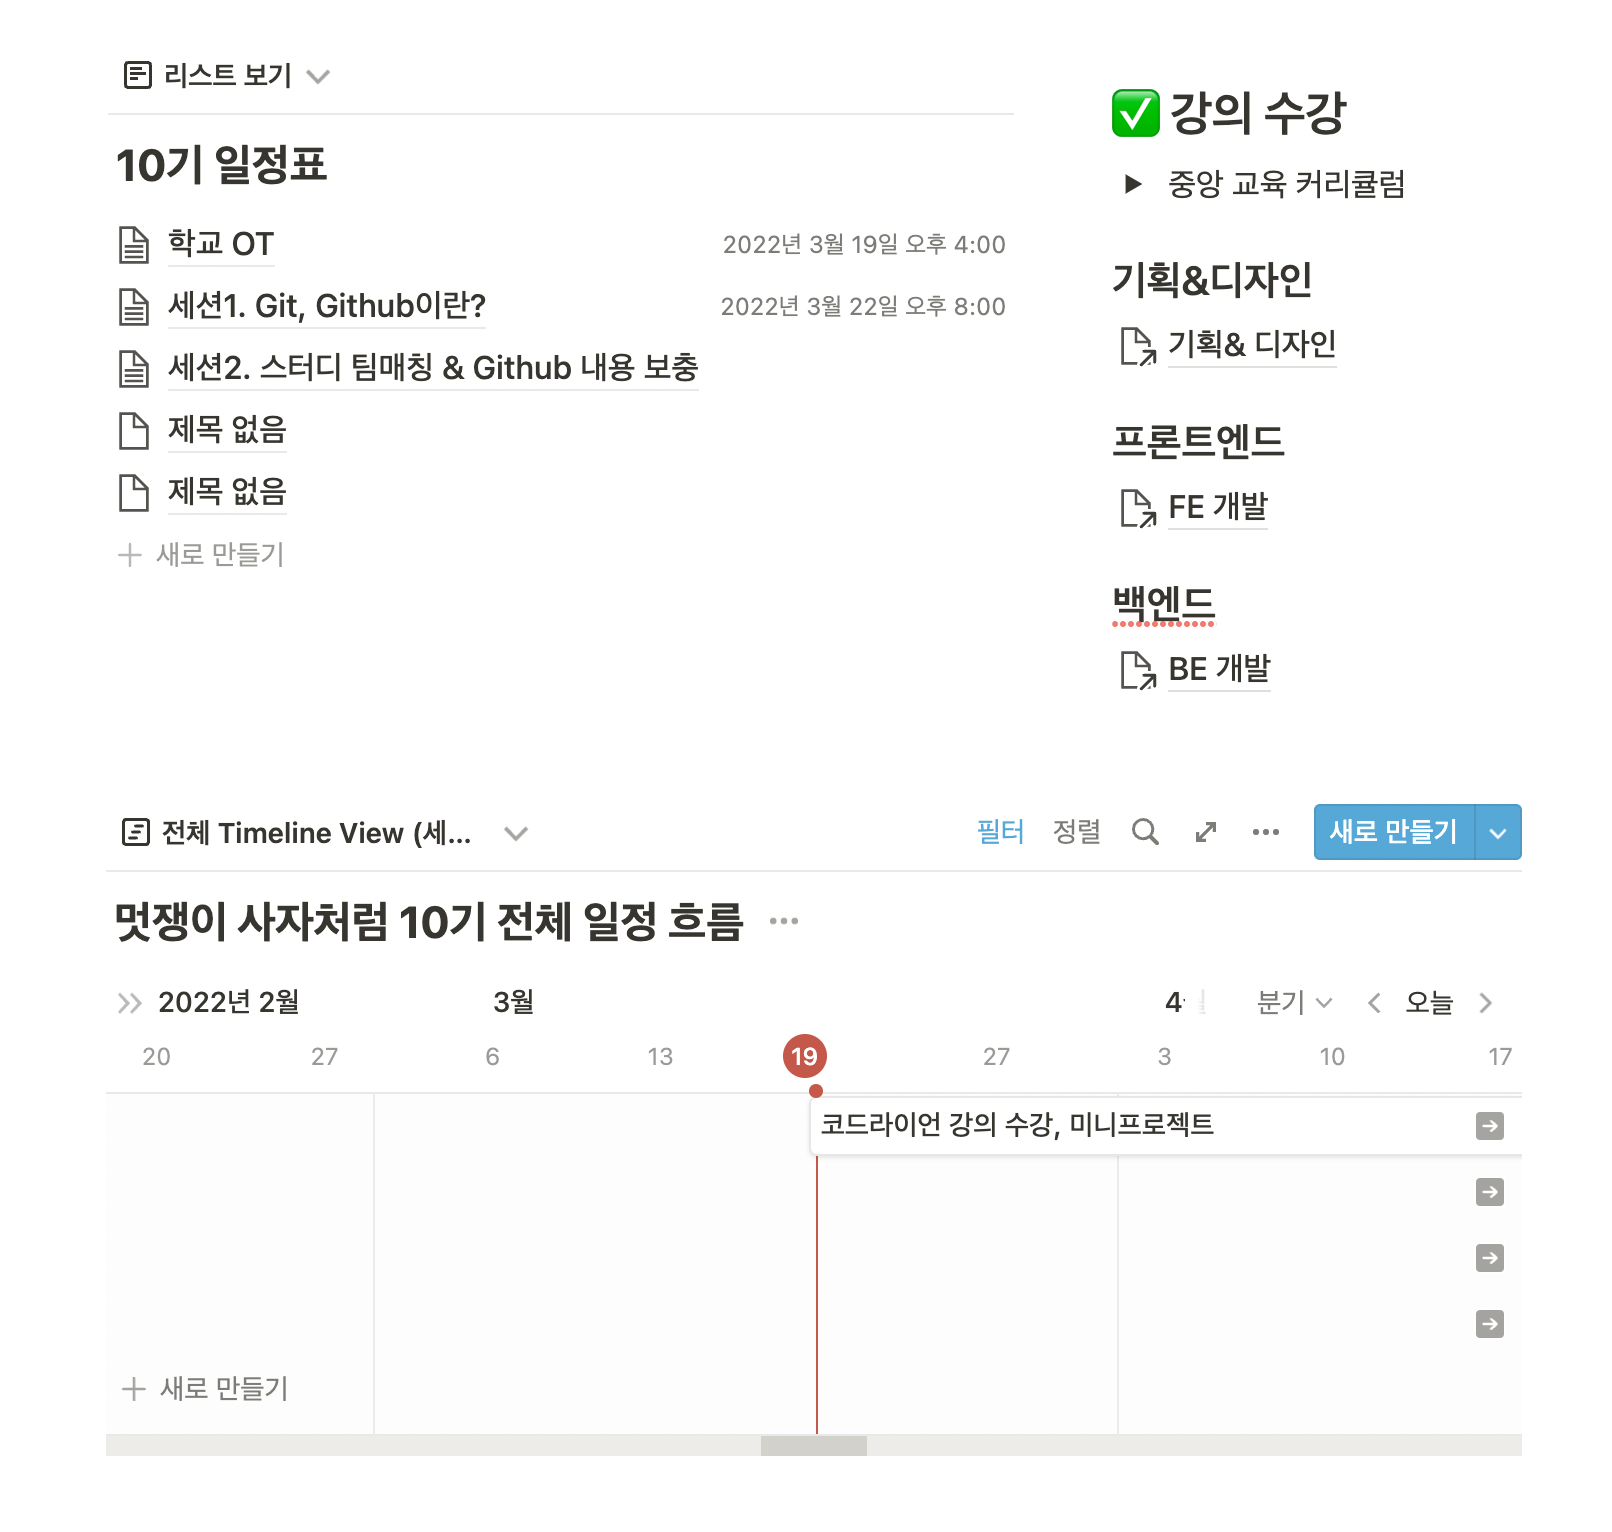 리스트 보기
10기 일정표
학교 OT 2022년 3월 19일 오후 4:00
세션1. Git, Github이란? 2022년 3월 22일 오후 8:00
세션2. 스터디 팀매칭 & Github 내용 보충
제목 없음
제목 없음
새로 만들기
강의 수강
중앙 교육 커리큘럼
기획&디자인
기획& 디자인
프론트엔드
FE 개발
백엔드
BE 개발
전체 Timeline View (세... 필터 정렬 새로 만들기
멋쟁이 사자처럼 10기 전체 일정 흐름
2022년 2월 3월 4 분기 오늘
20 27 6 13 19 27 3 10 17
코드라이언 강의 수강, 미니프로젝트
새로 만들기